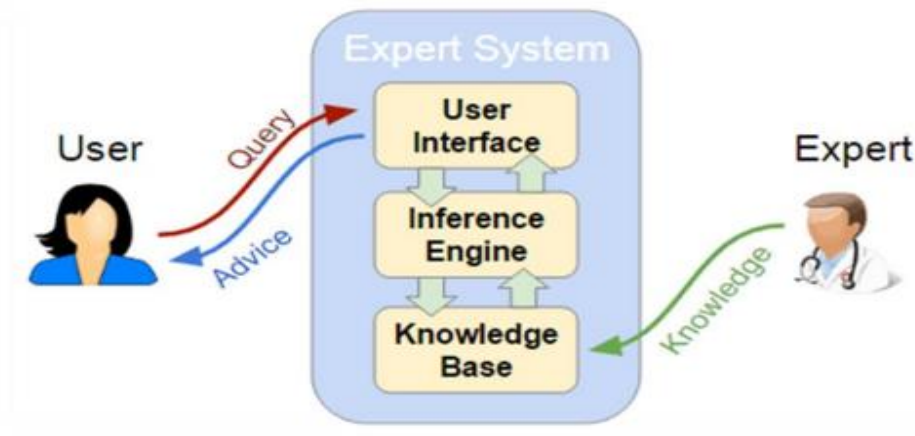 Expert System
User
Interface
Query
User
Expert
Advice
Inference
Engine
Knowledge
Knowledge
Base